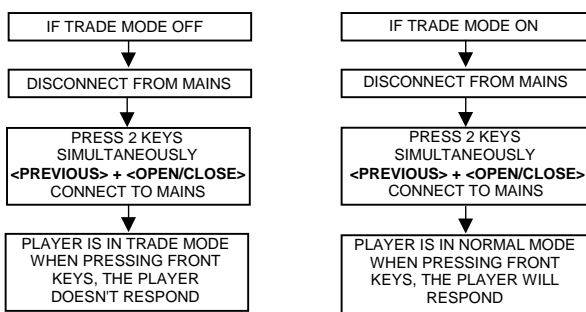 IF TRADE MODE OFF
DISCONNECT FROM MAINS
PRESS 2 KEYS
SIMULTANEOUSLY
<PREVIOUS> + <OPEN/CLOSE>
CONNECT TO MAINS
PLAYER IS IN TRADE MODE
WHEN PRESSING FRONT
KEYS, THE PLAYER
DOESN'T RESPOND
IF TRADE MODE ON
DISCONNECT FROM MAINS
PRESS 2 KEYS
SIMULTANEOUSLY
<PREVIOUS> + <OPEN/CLOSE>
CONNECT TO MAINS
PLAYER IS IN NORMAL MODE
WHEN PRESSING FRONT
KEYS, THE PLAYER WILL
RESPOND